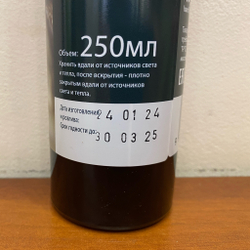 Объем: 250мл
Хранить вдали от источников света
и тепла, после вскрытия - плотно
закрытым вдали от источников
света и тепла.
Дата изготовления/
24 01 24
Срок годности до:
30 03 25